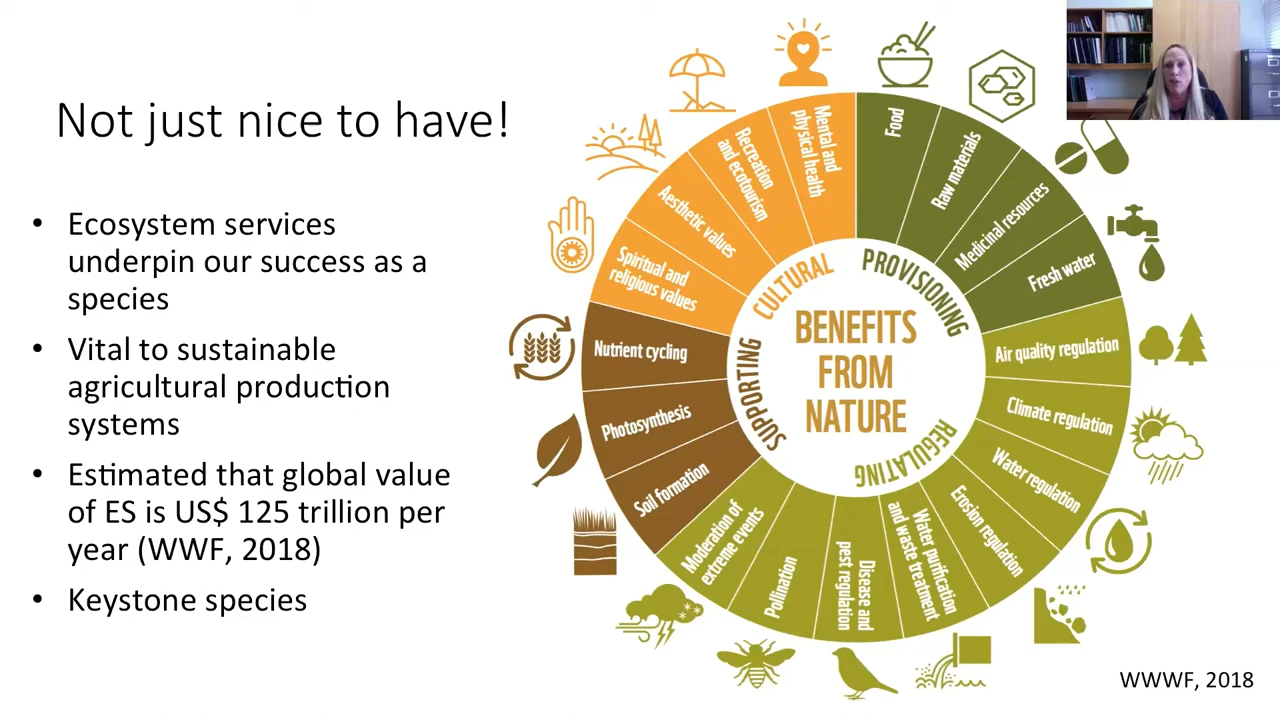 Not just nice to have!
• Ecosystem services
underpin our success as a
species
• Vital to sustainable
agricultural production
systems
• Estimated that global value
of ES is US$ 125 trillion per
year (WWF, 2018)
• Keystone species
BENEFITS
FROM
NATURE
PROVISIONING
Food
Raw materials
Medicinal resources
Fresh water
REGULATING
Air quality regulation
Climate regulation
Water regulation
Erosion regulation
Water purification
and waste treatment
Disease and
pest regulation
Pollination
Moderation of
extreme events
SUPPORTING
Soil formation
Photosynthesis
Nutrient cycling
CULTURAL
Spiritual and
religious values
Aesthetic values
Recreation
and ecotourism
Mental and
physical health
WWWF, 2018